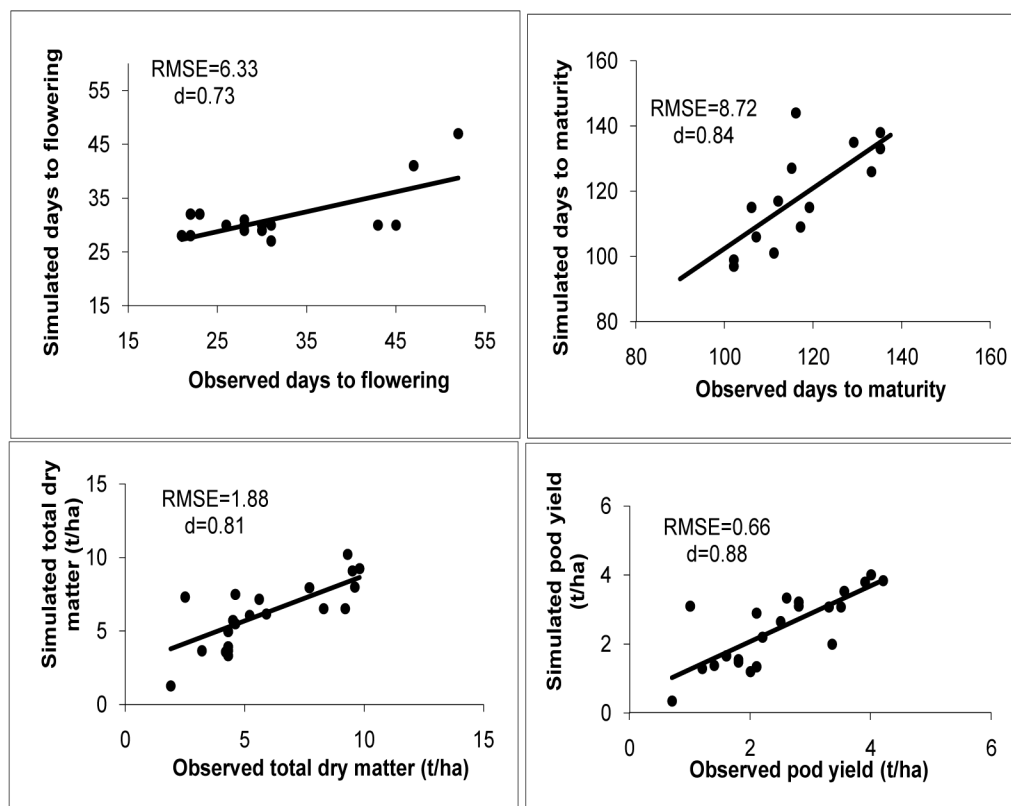 Simulated days to flowering
RMSE=6.33
d=0.73
55
45
35
25
15
15
25
35
45
55
Observed days to flowering
Simulated days to maturity
RMSE=8.72
d=0.84
160
140
120
100
80
80
100
120
140
160
Observed days to maturity
Simulated total dry
matter (t/ha)
RMSE=1.88
d=0.81
15
10
5
0
0
5
10
15
Observed total dry matter (t/ha)
Simulated pod yield
(t/ha)
RMSE=0.66
d=0.88
6
4
2
0
0
2
4
6
Observed pod yield (t/ha)